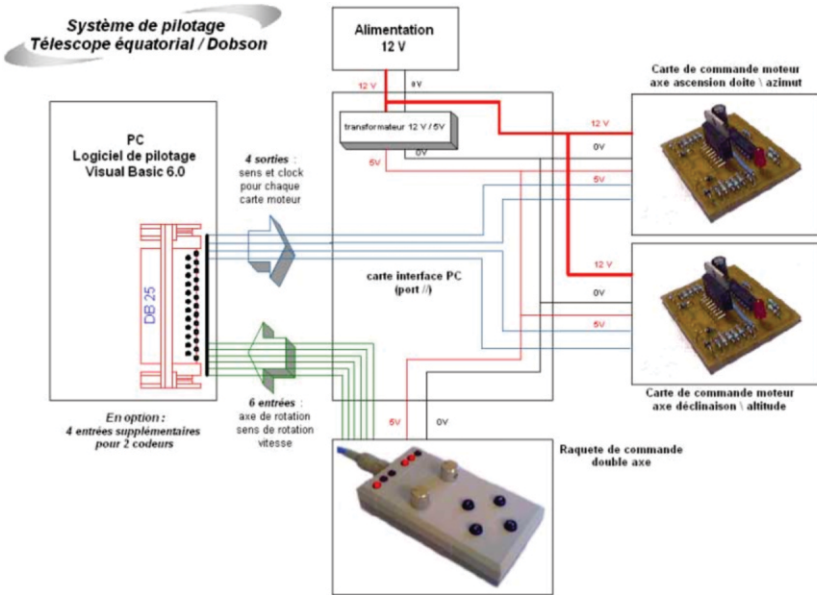 Système de pilotage
Télescope équatorial / Dobson
Alimentation
12 V
12 V
0V
Carte de commande moteur
axe ascension doite \ azimut
PC
Logiciel de pilotage
Visual Basic 6.0
transformateur 12 V / 5V
5V
0V
12 V
0V
5V
4 sorties :
sens et clock
pour chaque
carte moteur
DB 25
carte interface PC
(port //)
12 V
0V
5V
6 entrées :
axe de rotation
sens de rotation
vitesse
En option :
4 entrées supplémentaires
pour 2 codeurs
5V
0V
Carte de commande moteur
axe déclinaison \ altitude
Raquete de commande
double axe